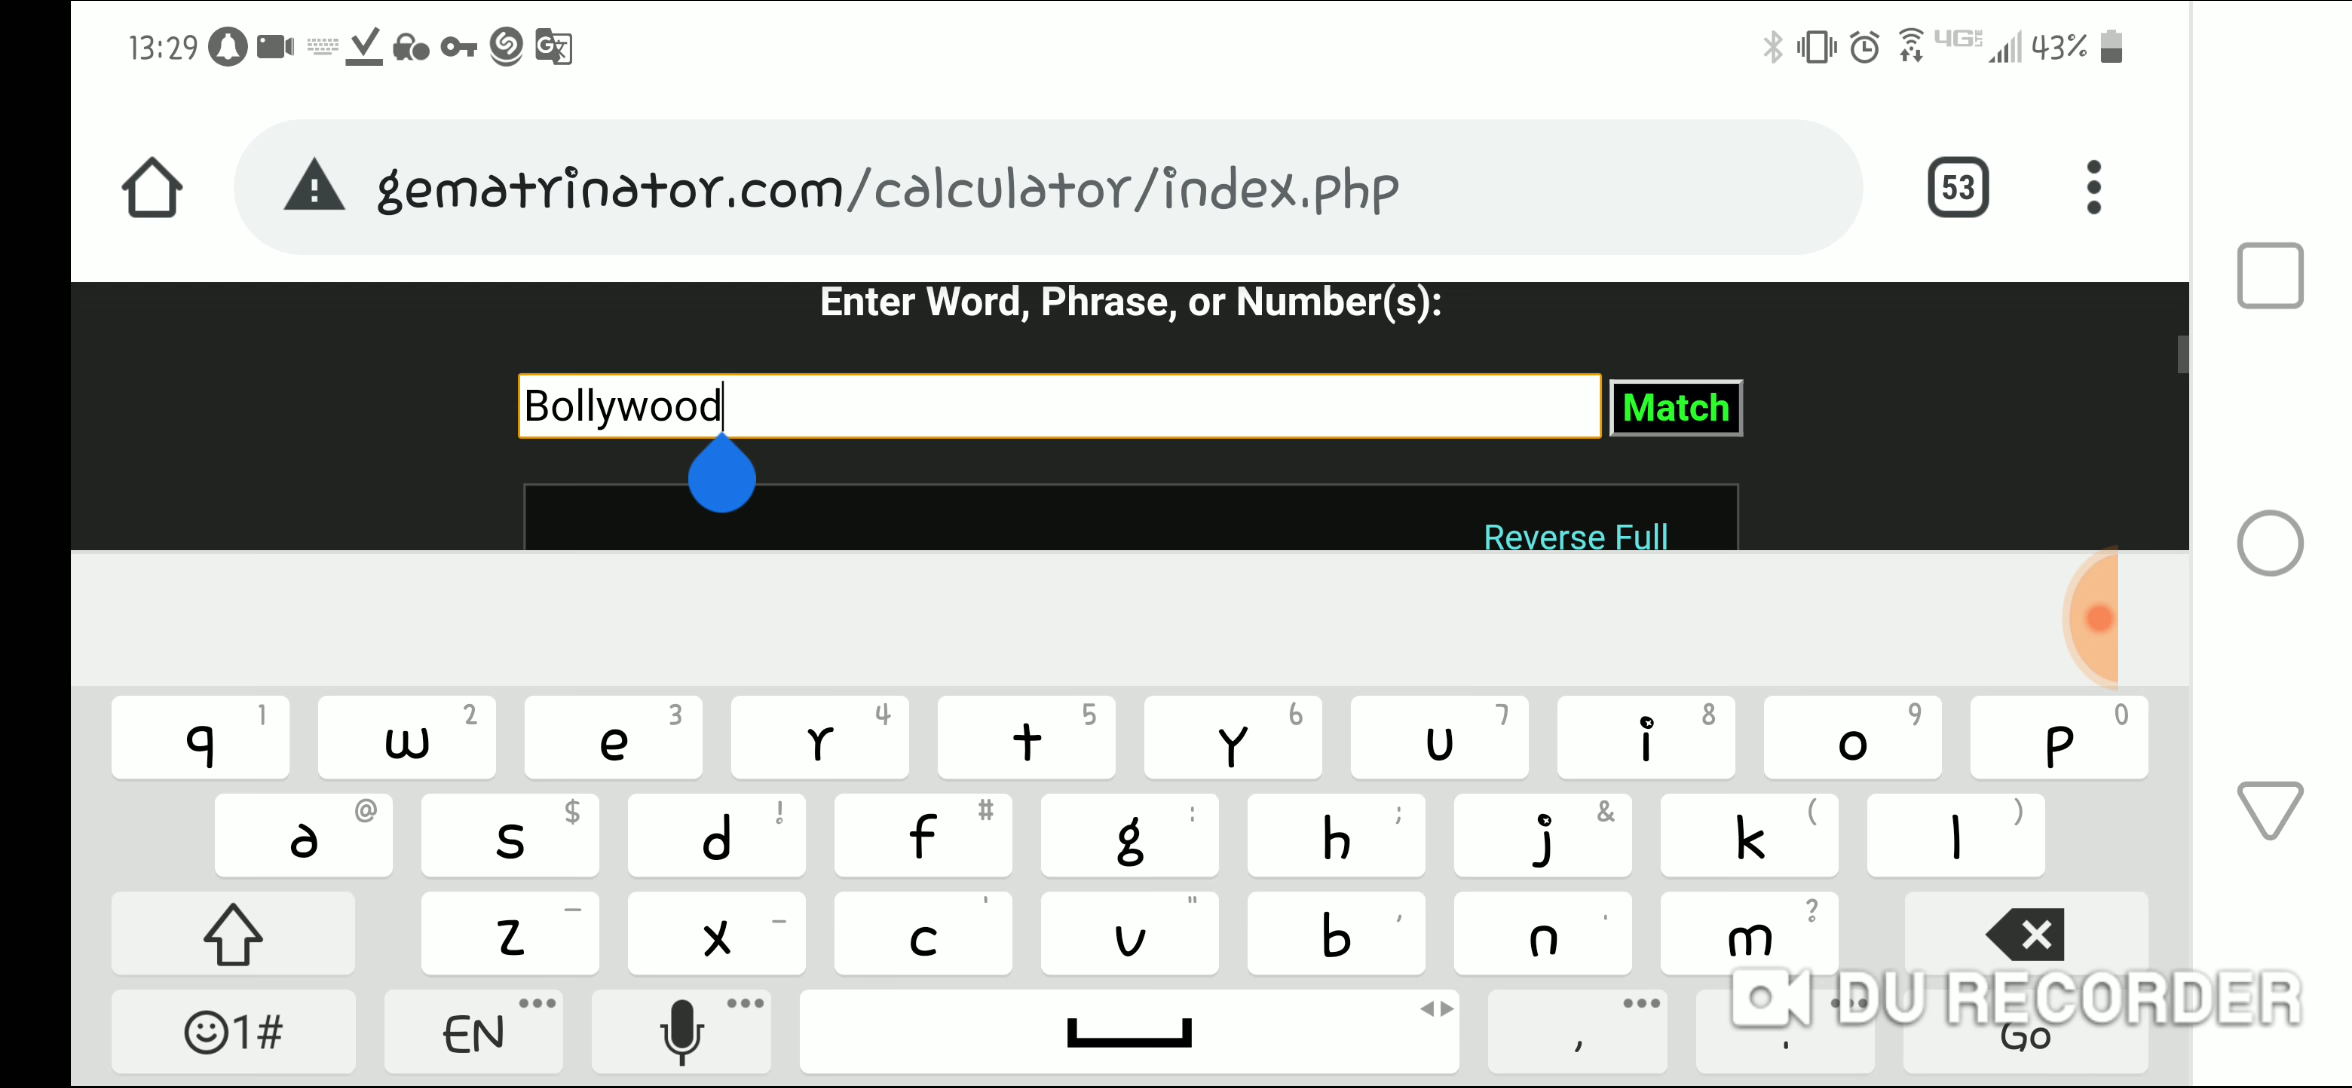 13:29 4GE 43%
gematrinator.com/calculator/index.php 53
Enter Word, Phrase, or Number(s):
Bollywood Match
Reverse Full
q 1 w 2 e 3 r 4 t 5 y 6 u 7 i 8 o 9 p 0
a @ s $ d ! f # g : h ; j & k ( l )
z — x - c ' v " b , n . m ?
1# EN , . Go
DU RECORDER